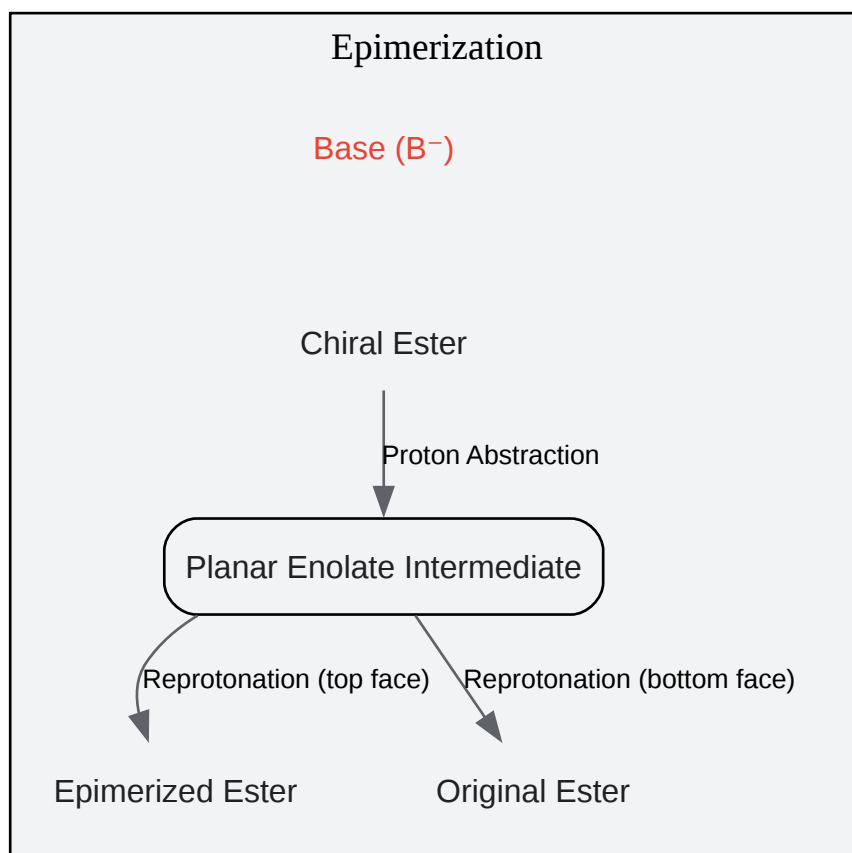 Epimerization
Base (B⁻)
Chiral Ester
Proton Abstraction
Planar Enolate Intermediate
Reprotonation (top face)
Reprotonation (bottom face)
Epimerized Ester
Original Ester